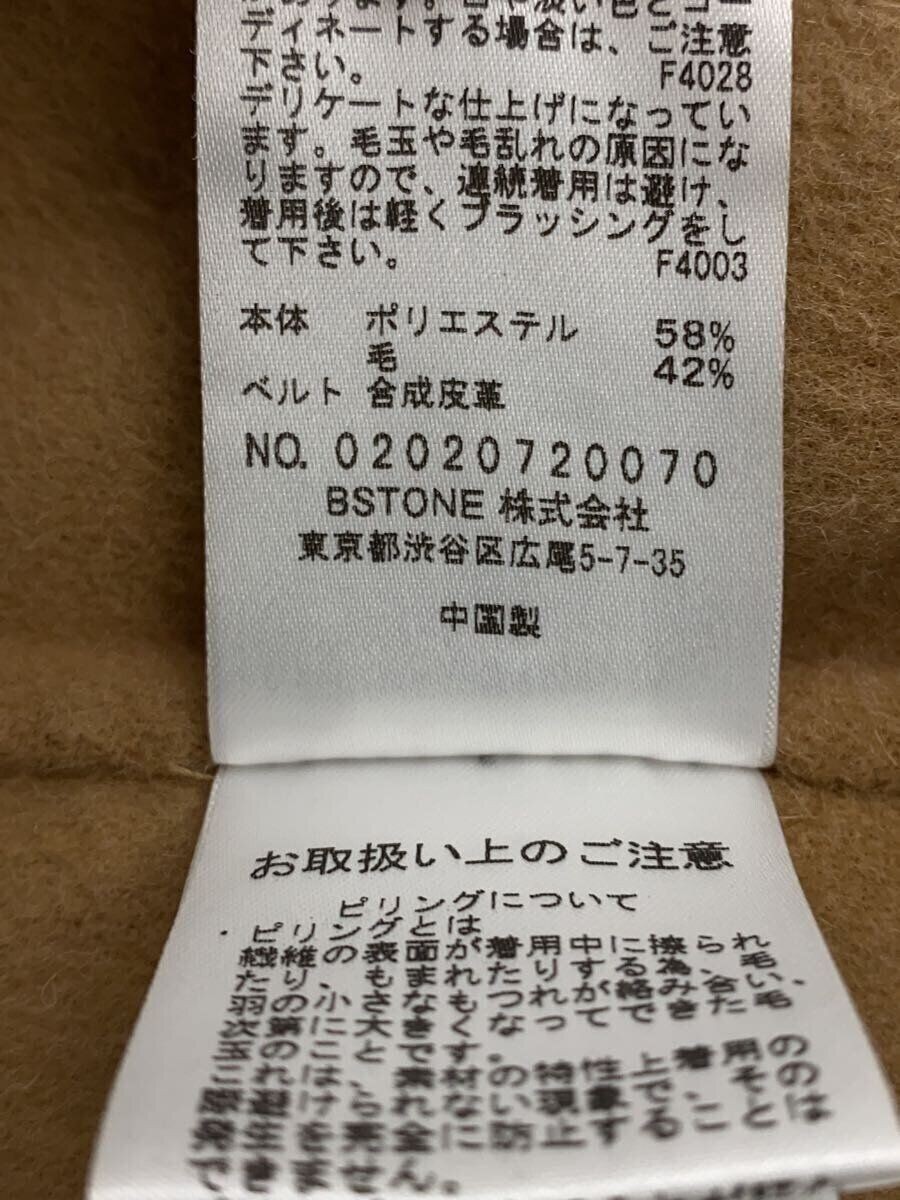 ディネートする場合は、ご注意
下さい。
F4028
デリケートな仕上げになってい
ます。毛玉や毛乱れの原因にな
りますので、連続着用は避け、
着用後は軽くブラッシングをし
て下さい。
F4003
本体 ポリエステル 58%
毛 42%
ベルト 合成皮革
NO. 02020720070
BSTONE 株式会社
東京都渋谷区広尾5-7-35
中国製
お取扱い上のご注意
ピリングについて
・ピリングとは
繊維の表面が着用中に擦られ
たり、もまれたりする為、毛
羽の小さなもつれが絡み合い、
次第に大きくなってできた毛
玉のことです。
これは、素材の特性上着用の
際避けられない現象で、その
発生を完全に防止することは
できません。